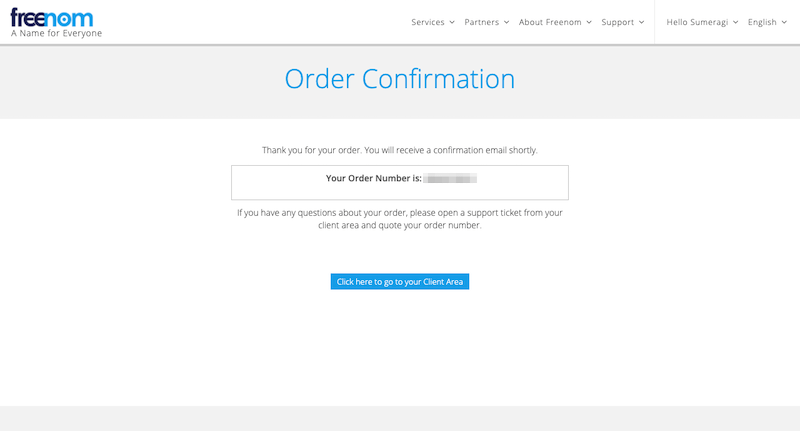 freenom
A Name for Everyone
Services Partners About Freenom Support Hello Sumeragi English
Order Confirmation
Thank you for your order. You will receive a confirmation email shortly.
Your Order Number is:
If you have any questions about your order, please open a support ticket from your
client area and quote your order number.
Click here to go to your Client Area